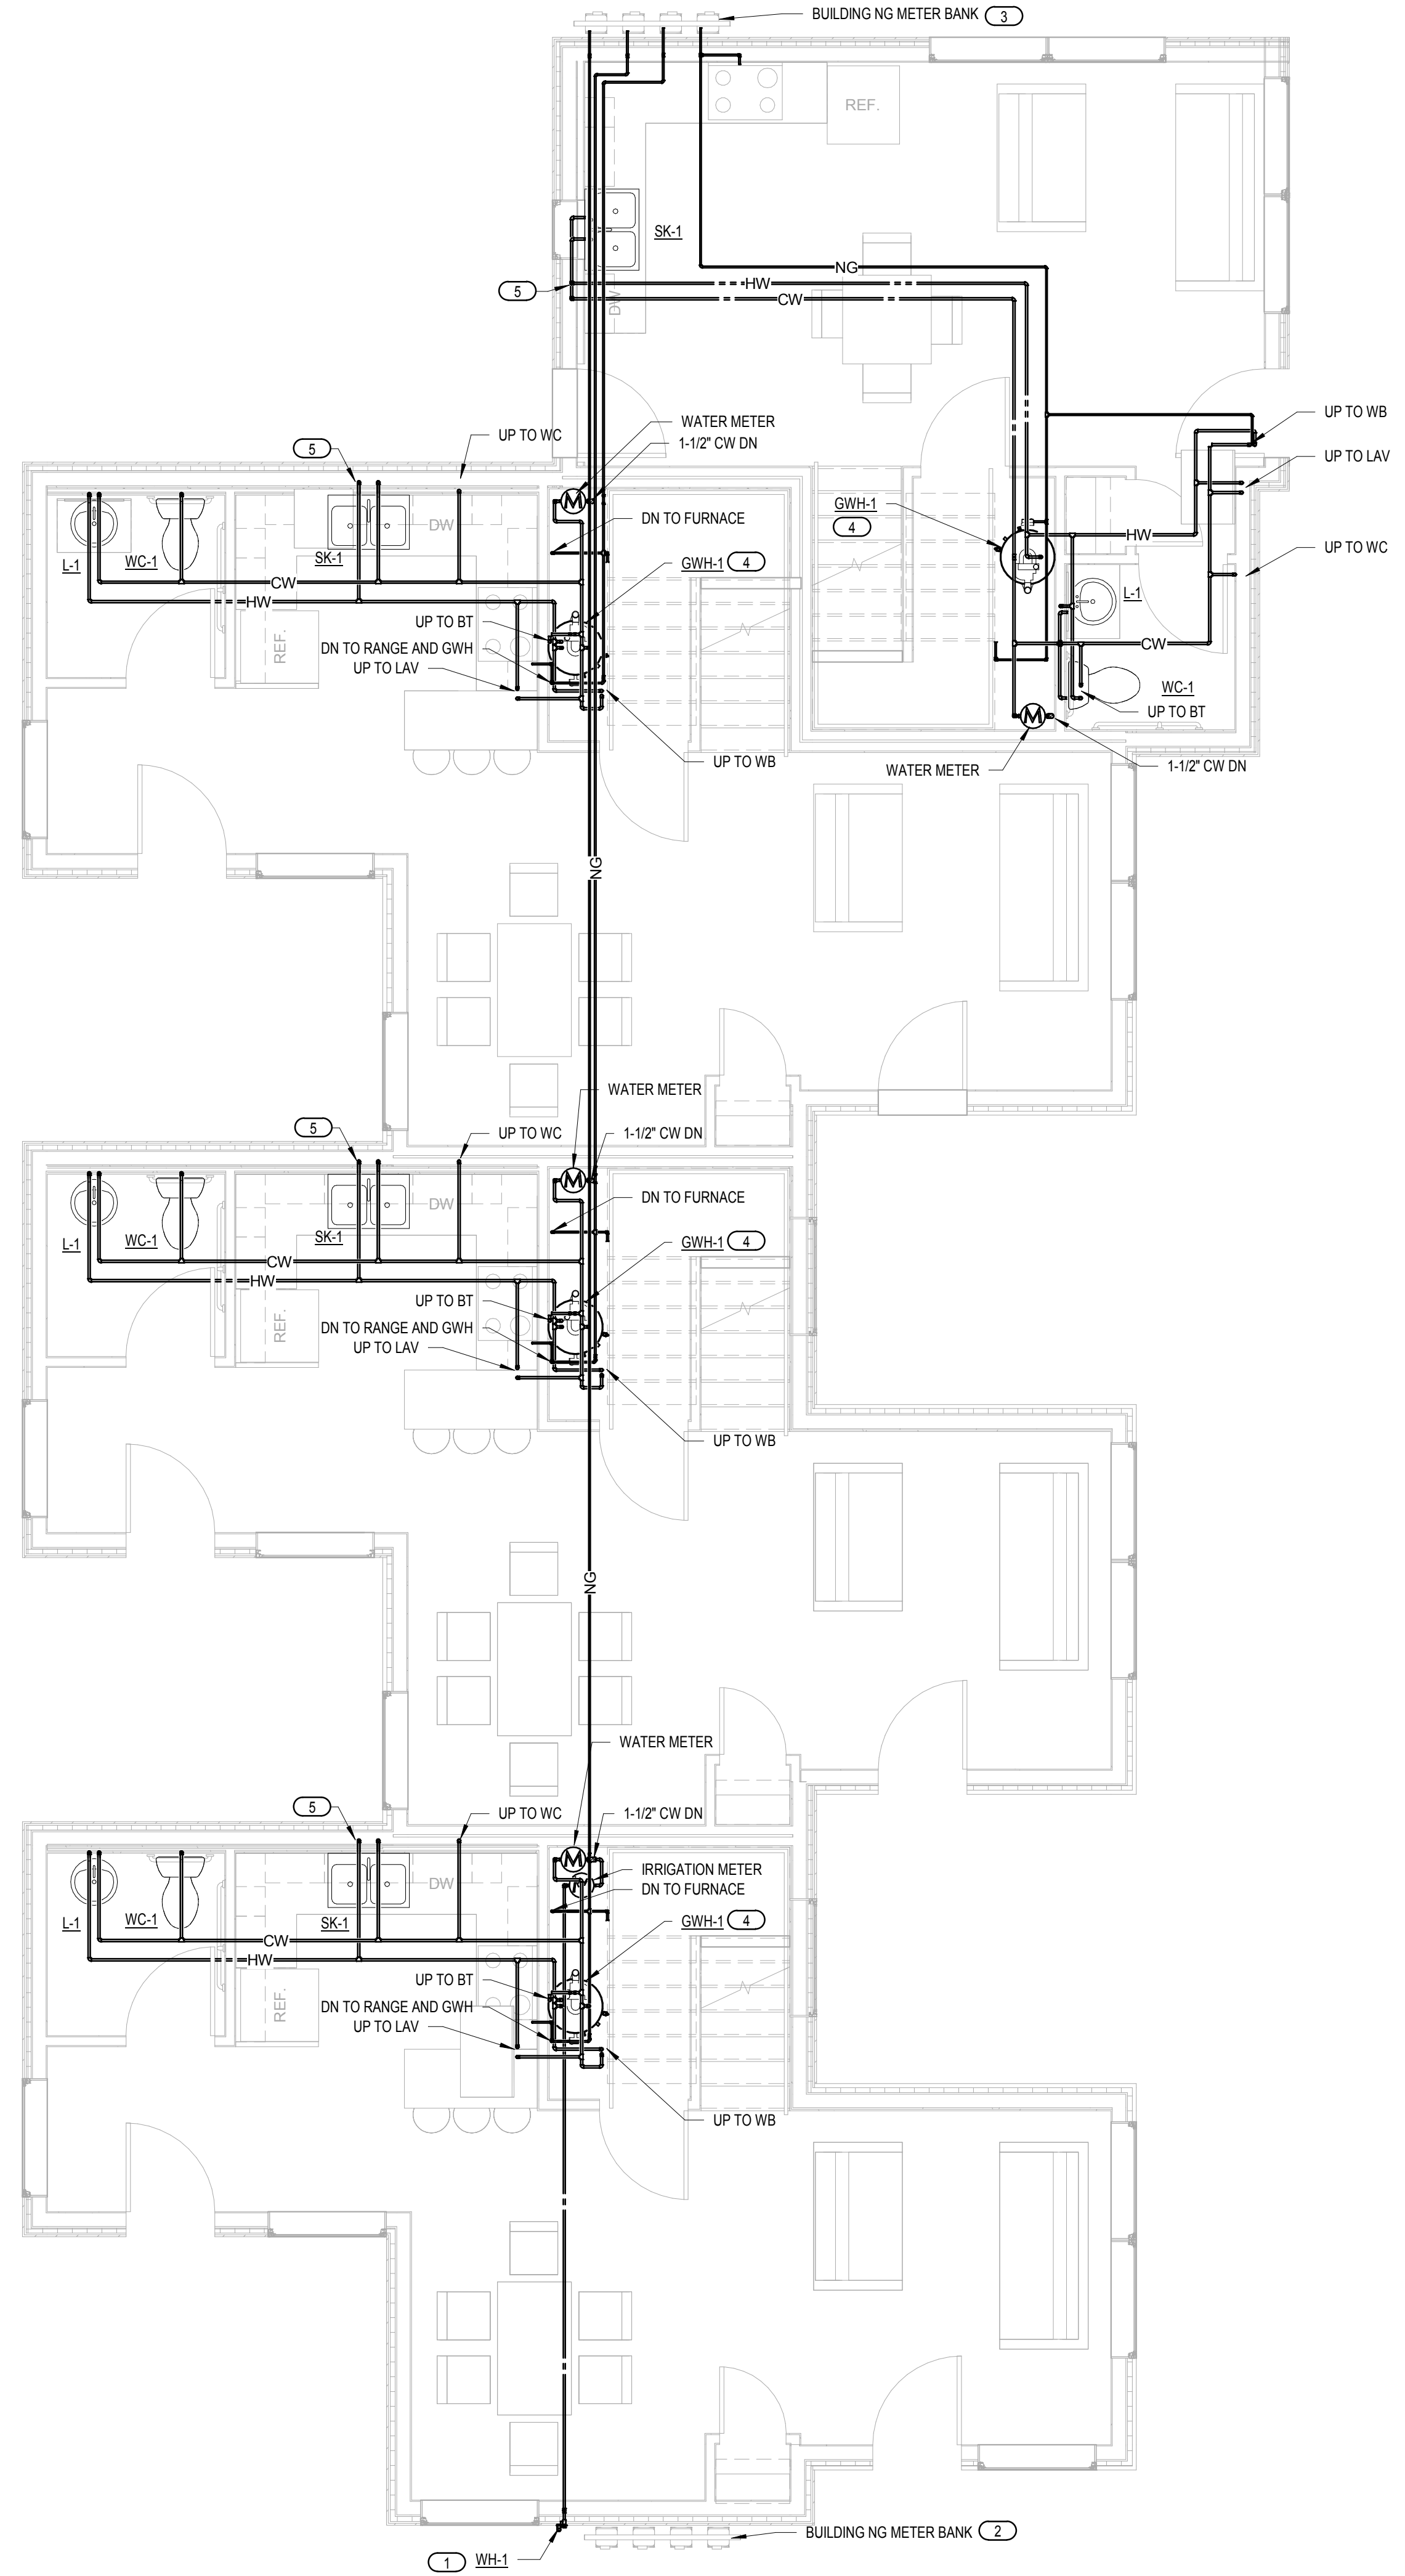 BUILDING NG METER BANK 3
REF.
SK-1
NG
5
HW
CW
DW
UP TO WB
WATER METER
UP TO WC
5
1-1/2" CW DN
UP TO LAV
GWH-1
4
DW
DN TO FURNACE
HW
UP TO WC
L-1
WC-1
SK-1
GWH-1 4
CW
L-1
HW
UP TO BT
REF.
DN TO RANGE AND GWH
CW
UP TO LAV
WC-1
UP TO BT
UP TO WB
WATER METER
1-1/2" CW DN
NG
WATER METER
5
UP TO WC
1-1/2" CW DN
DN TO FURNACE
DW
L-1
WC-1
SK-1
GWH-1 4
CW
HW
UP TO BT
REF.
DN TO RANGE AND GWH
UP TO LAV
UP TO WB
NG
WATER METER
5
UP TO WC
1-1/2" CW DN
IRRIGATION METER
DW
DN TO FURNACE
L-1
WC-1
SK-1
GWH-1 4
CW
HW
UP TO BT
REF.
DN TO RANGE AND GWH
UP TO LAV
UP TO WB
BUILDING NG METER BANK 2
1 WH-1
M
M
M
M